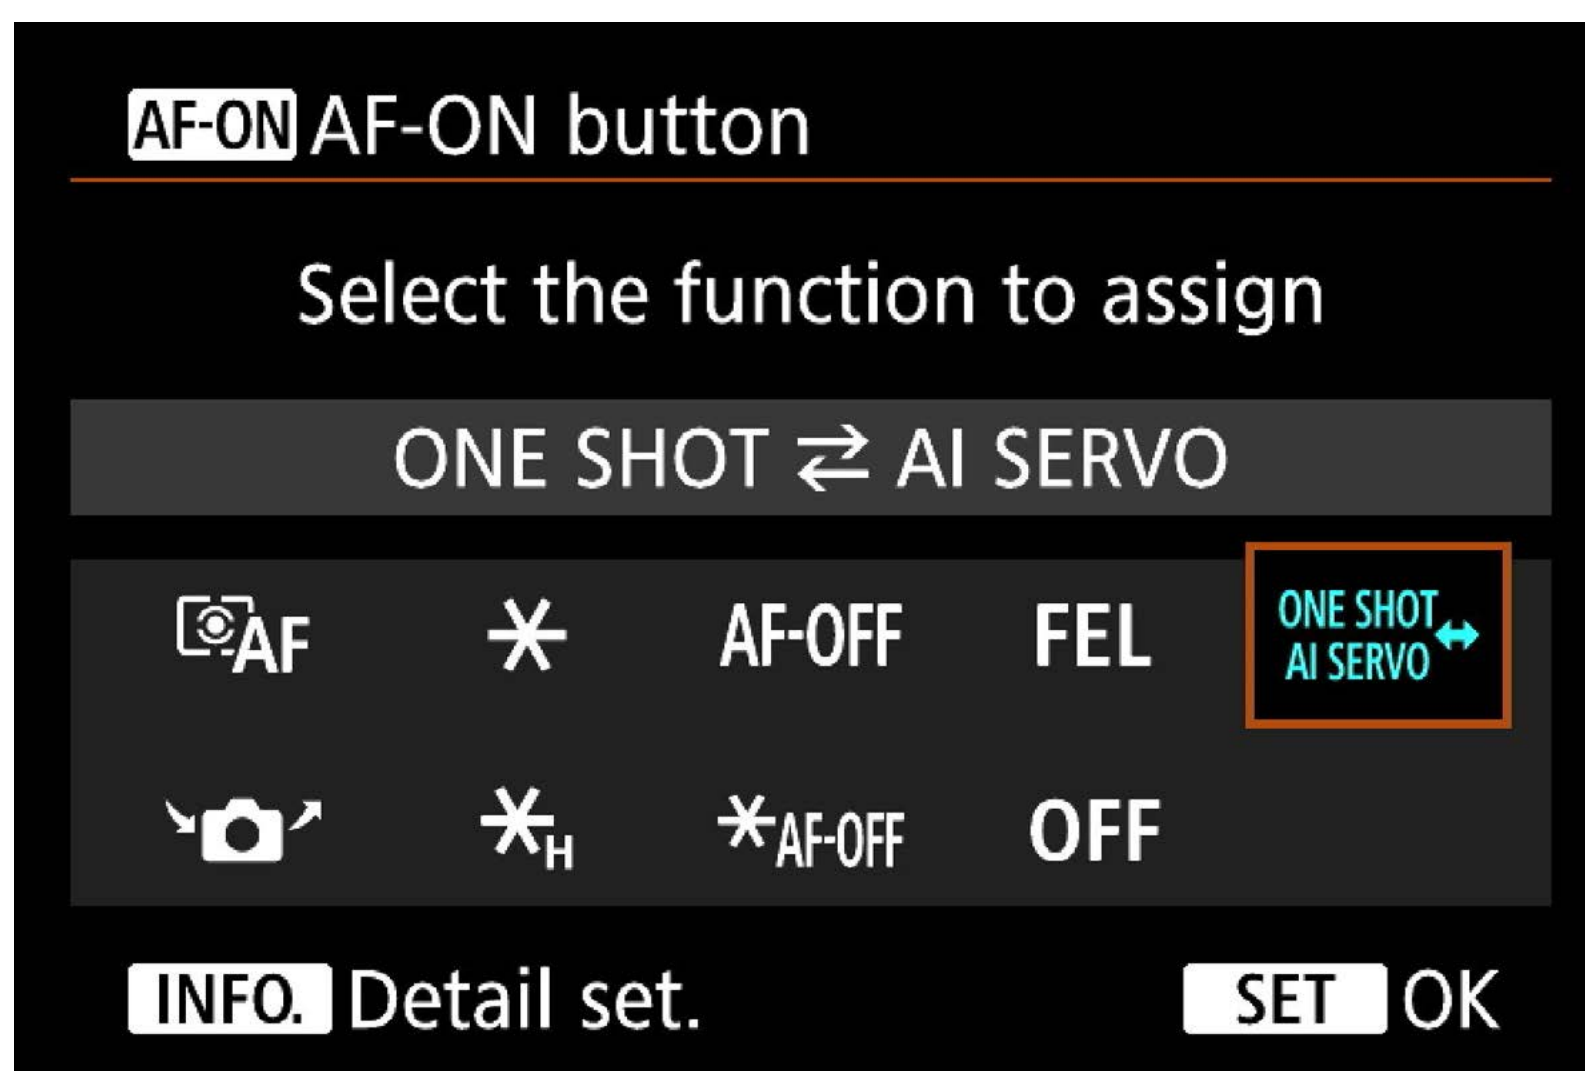 AF-ON AF-ON button
Select the function to assign
ONE SHOT ⇄ AI SERVO
AF * AF-OFF FEL ONE SHOT
AI SERVO ↔
*H *AF-OFF OFF
INFO. Detail set. SET OK